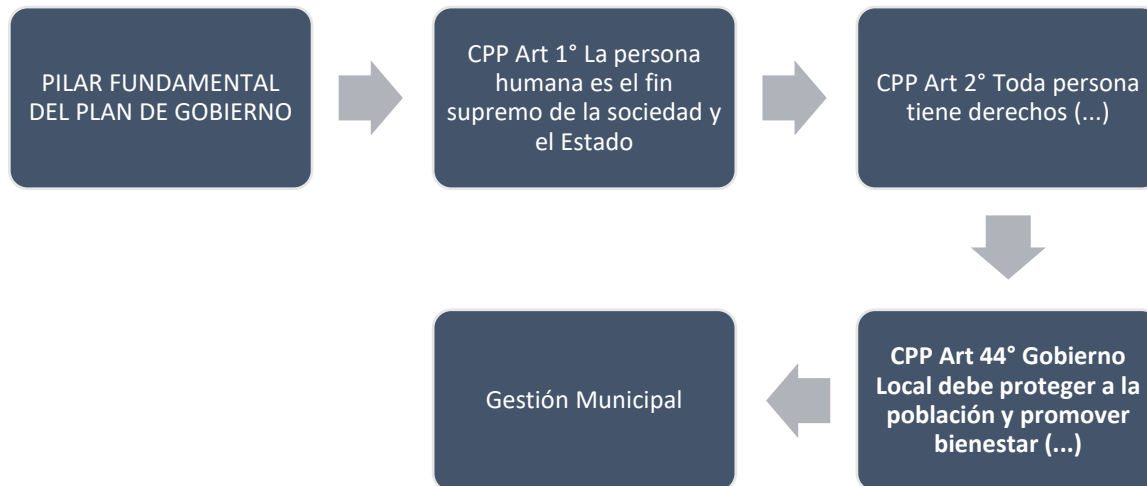 PILAR FUNDAMENTAL
DEL PLAN DE GOBIERNO
CPP Art 1° La persona
humana es el fin
supremo de la sociedad y
el Estado
CPP Art 2° Toda persona
tiene derechos (...)
CPP Art 44° Gobierno
Local debe proteger a la
población y promover
bienestar (...)
Gestión Municipal